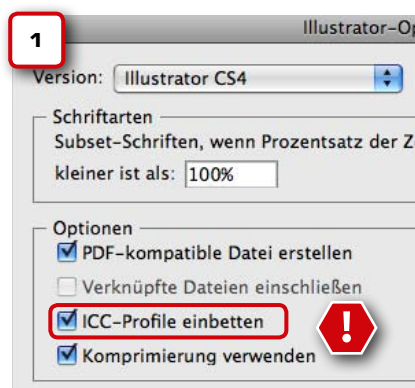 1
Illustrator-Op
Version: Illustrator CS4
Schriftarten
Subset-Schriften, wenn Prozentsatz der Z
kleiner ist als: 100%
Optionen
PDF-kompatible Datei erstellen
Verknüpfte Dateien einschließen
ICC-Profile einbetten
!
Komprimierung verwenden